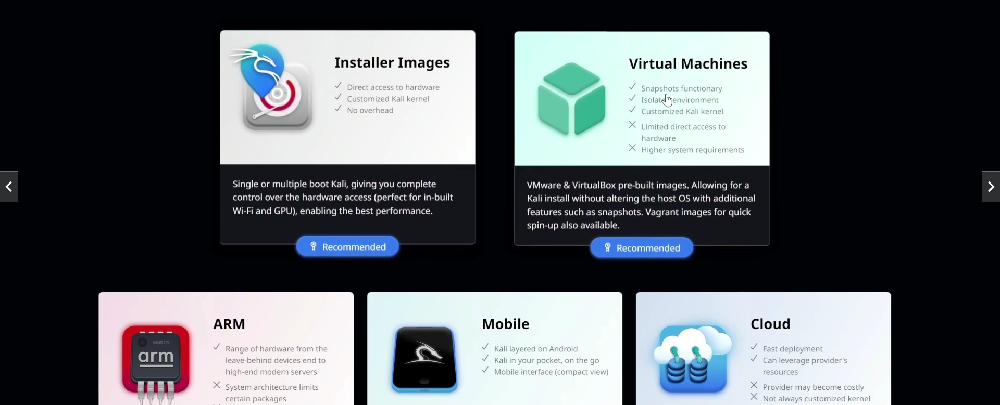 Installer Images
Direct access to hardware
Customized Kali kernel
No overhead
Single or multiple boot Kali, giving you complete
control over the hardware access (perfect for in-built
Wi-Fi and GPU), enabling the best performance.
Recommended
Virtual Machines
Snapshots functionary
environment
Customized Kali kernel
Limited direct access to
hardware
Higher system requirements
VMware & VirtualBox pre-built images. Allowing for a
Kali install without altering the host OS with additional
features such as snapshots. Vagrant images for quick
spin-up also available.
Recommended
ARM
00350179
arm
Range of hardware from the
leave-behind devices end to
high-end modern servers
System architecture limits
certain packages
Mobile
Kali layered on Android
Kali in your pocket, on the go
Mobile interface (compact view)
Cloud
Fast deployment
Can leverage provider's
resources
Provider may become costly
Not always customized kernel